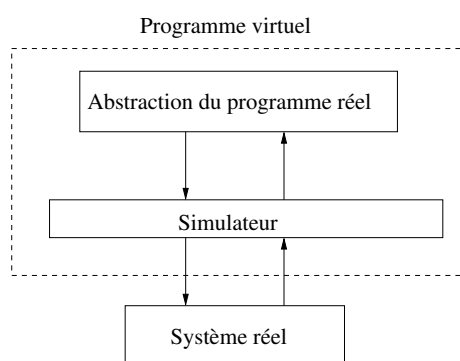 Programme virtuel
Abstraction du programme réel
Simulateur
Système réel